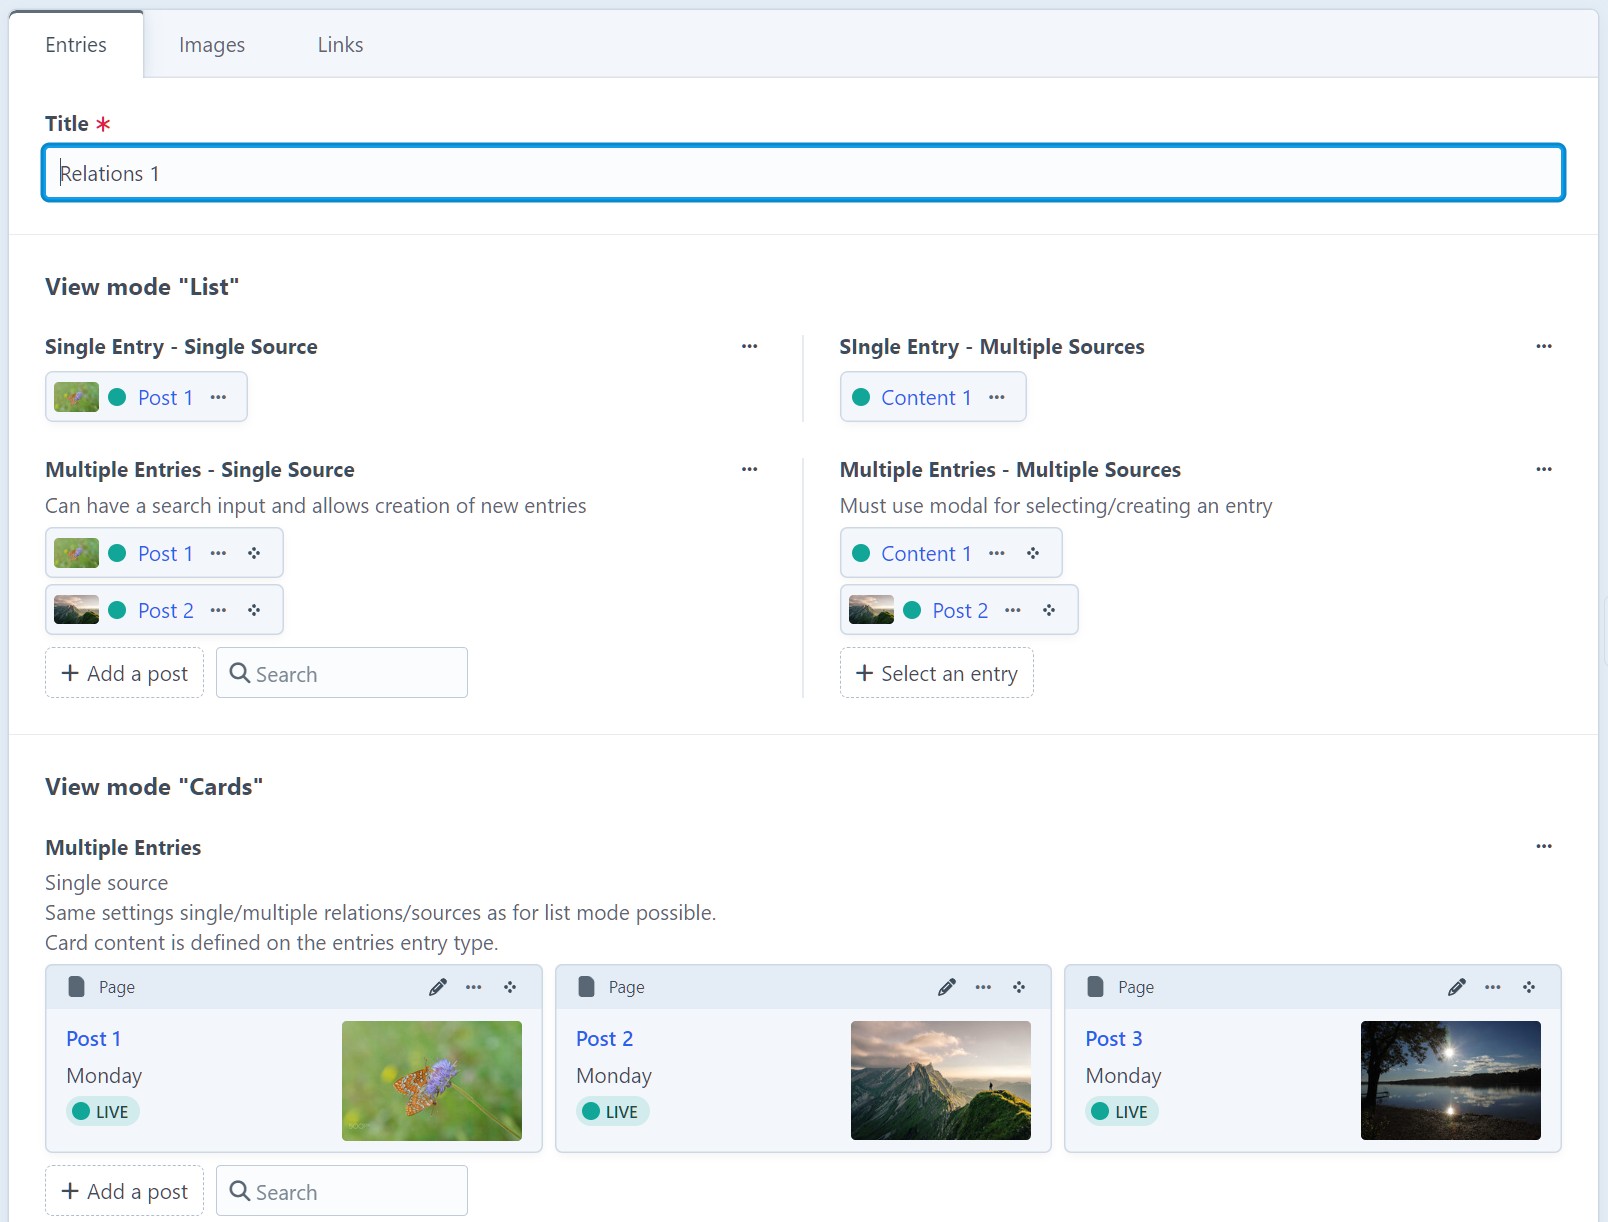 Entries Images Links
Title *
Relations 1
View mode "List"
Single Entry - Single Source
Post 1
SIngle Entry - Multiple Sources
Content 1
Multiple Entries - Single Source
Can have a search input and allows creation of new entries
Post 1
Post 2
+ Add a post Search
Multiple Entries - Multiple Sources
Must use modal for selecting/creating an entry
Content 1
Post 2
+ Select an entry
View mode "Cards"
Multiple Entries
Single source
Same settings single/multiple relations/sources as for list mode possible.
Card content is defined on the entries entry type.
Page
Post 1
Monday
LIVE
Page
Post 2
Monday
LIVE
Page
Post 3
Monday
LIVE
+ Add a post Search